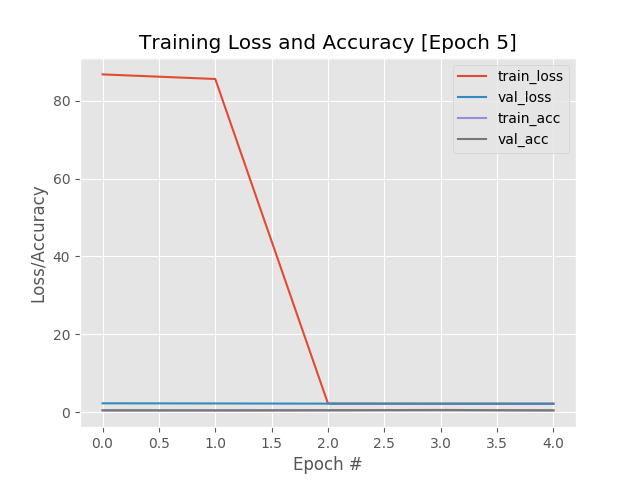 Training Loss and Accuracy [Epoch 5]
train_loss
val_loss
train_acc
val_acc
Loss/Accuracy
80
60
40
20
0
0.0 0.5 1.0 1.5 2.0 2.5 3.0 3.5 4.0
Epoch #